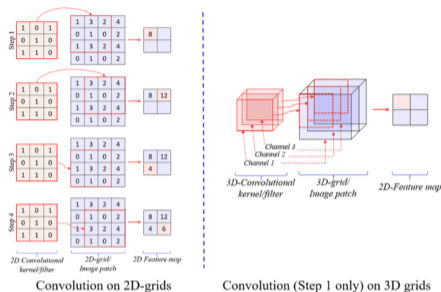 Step 1
1 0 1
0 0 0
1 1 0
1 3 2 4
0 1 0 2
1 3 2 4
0 1 0 2
8
Step 2
1 0 1
0 0 0
1 1 0
1 3 2 4
0 1 0 2
1 3 2 4
0 1 0 2
8 12
Step 3
1 0 1
0 0 0
1 1 0
1 3 2 4
0 1 0 2
1 3 2 4
0 1 0 2
8 12
4
Step 4
1 0 1
0 0 0
1 1 0
1 3 2 4
0 1 0 2
1 3 2 4
0 1 0 2
8 12
4 6
2D Convolutional
kernel/filter
2D-grid/
Image patch
2D Feature map
Convolution on 2D-grids
Channel 3
Channel 2
Channel 1
3D-Convolutional
kernel/filter
3D-grid/
Image patch
2D-Feature map
Convolution (Step 1 only) on 3D grids